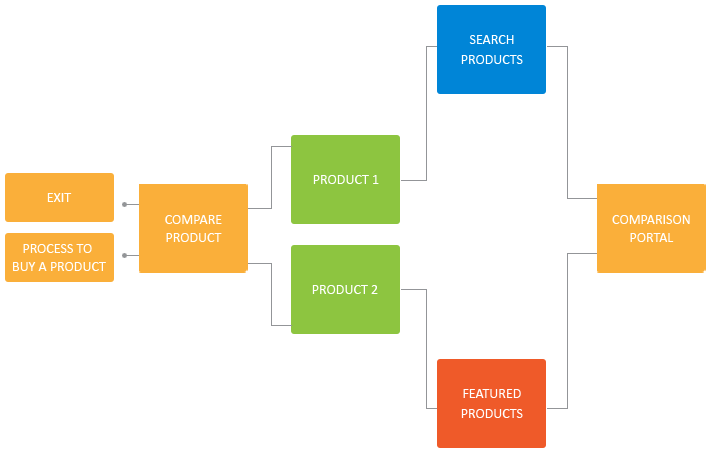 SEARCH
PRODUCTS
PRODUCT 1
EXIT
COMPARE
PRODUCT
COMPARISON
PORTAL
PROCESS TO
BUY A PRODUCT
PRODUCT 2
FEATURED
PRODUCTS